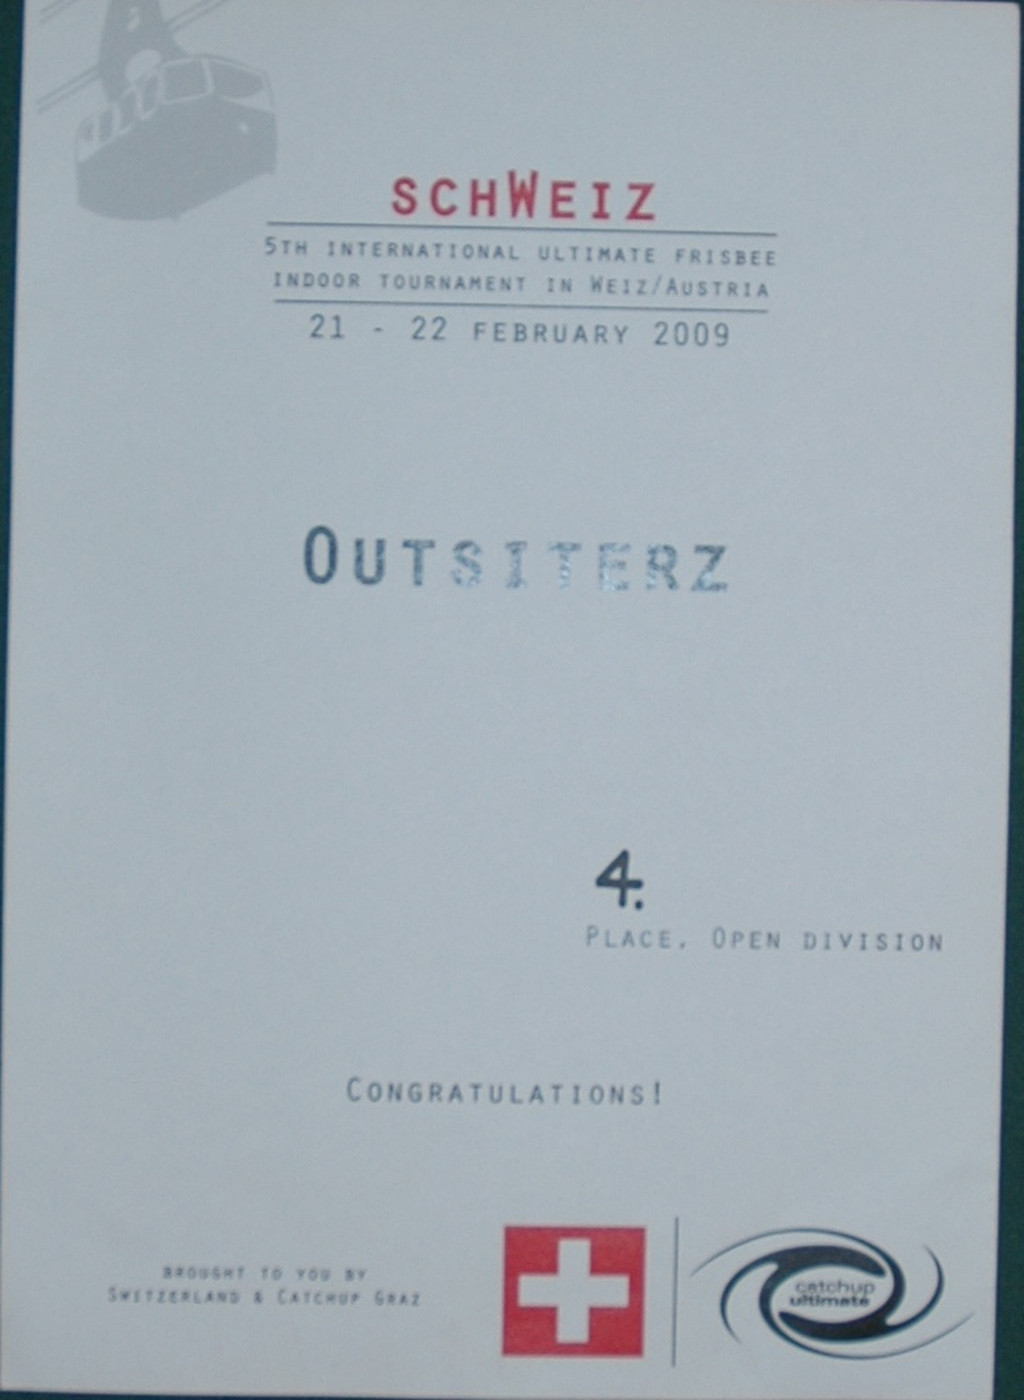 SCHWEIZ
5TH INTERNATIONAL ULTIMATE FRISBEE
INDOOR TOURNAMENT IN WEIZ/AUSTRIA
21 - 22 FEBRUARY 2009
OUTSITERZ
4.
PLACE, OPEN DIVISION
CONGRATULATIONS!
BROUGHT TO YOU BY
SWITZERLAND & CATCHUP GRAZ
catchup
ultimate